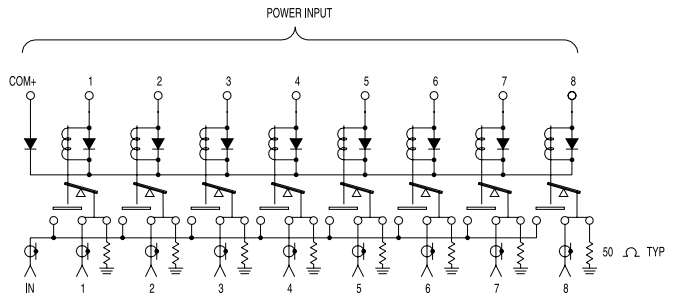 POWER INPUT
COM+ 1 2 3 4 5 6 7 8
50 Ω TYP
IN 1 2 3 4 5 6 7 8